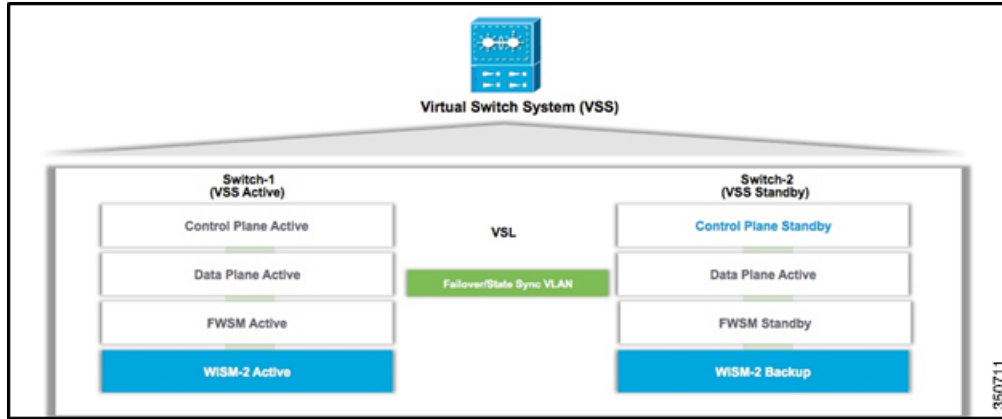 Virtual Switch System (VSS)
Switch-1
(VSS Active)
Control Plane Active
Data Plane Active
FWSM Active
WiSM-2 Active
VSL
Failover/State Sync VLAN
Switch-2
(VSS Standby)
Control Plane Standby
Data Plane Active
FWSM Standby
WiSM-2 Backup
350711